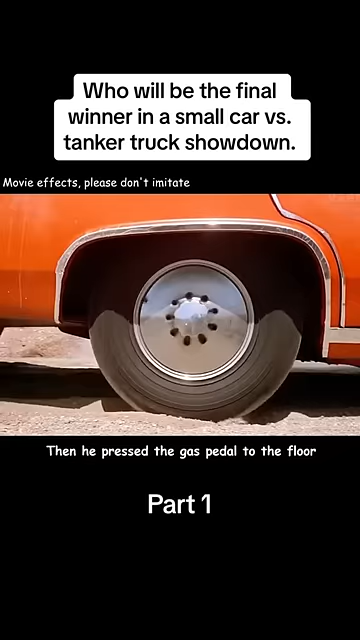 Who will be the final
winner in a small car vs.
tanker truck showdown.
Movie effects, please don't imitate
Then he pressed the gas pedal to the floor
Part 1